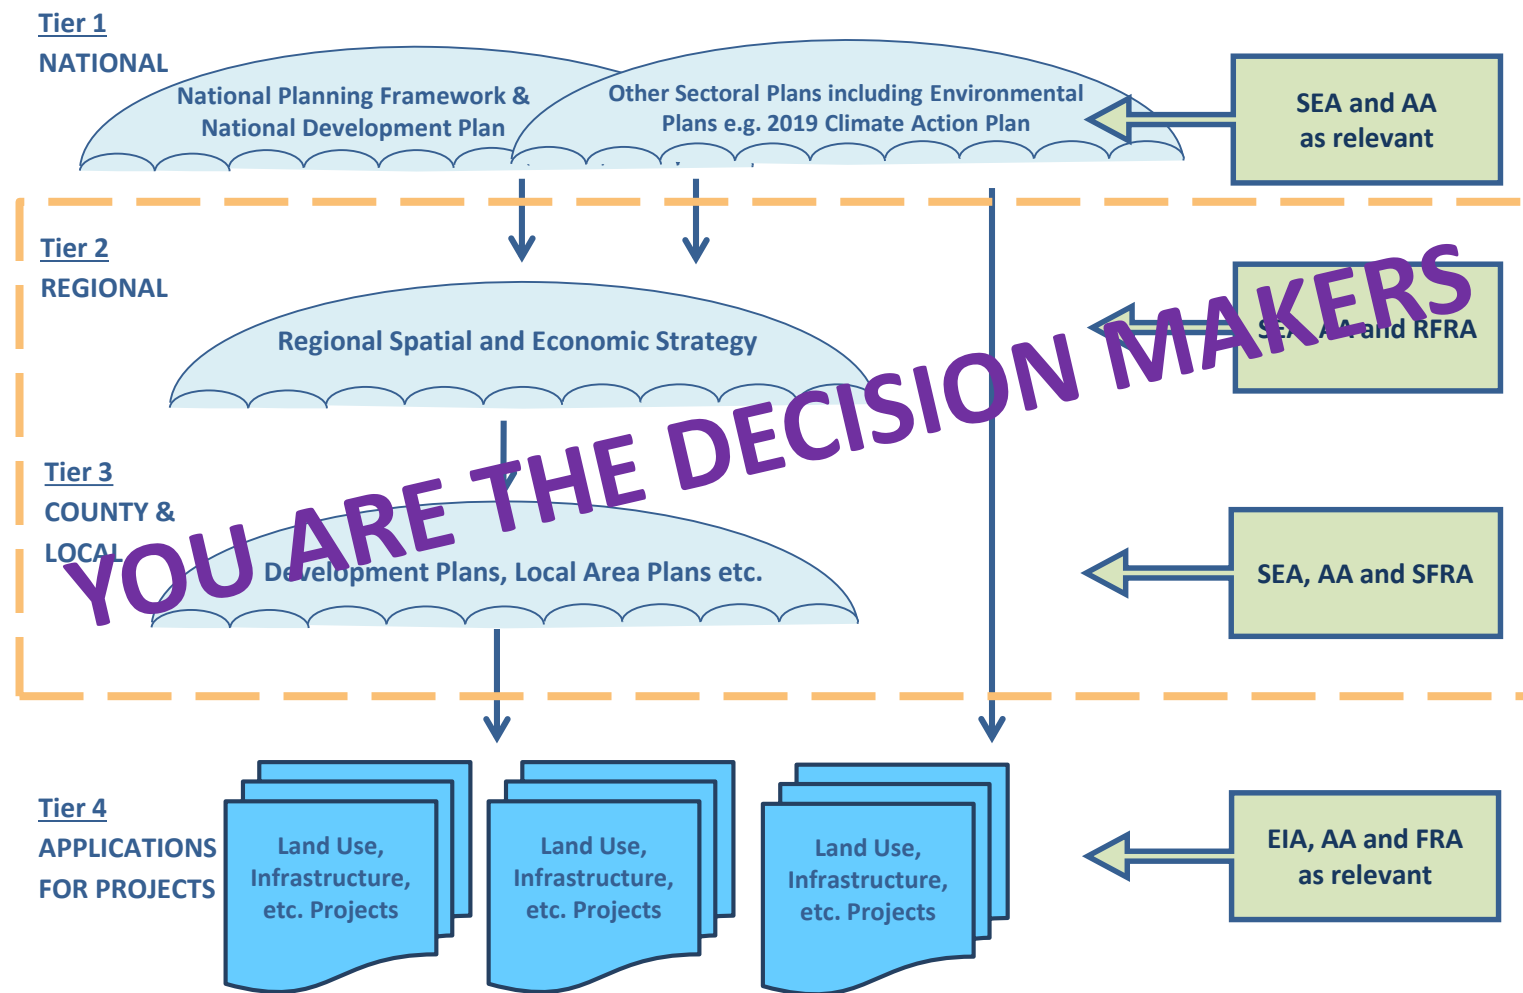 Tier 1
NATIONAL
National Planning Framework &
National Development Plan
Other Sectoral Plans including Environmental
Plans e.g. 2019 Climate Action Plan
SEA and AA
as relevant
Tier 2
REGIONAL
Regional Spatial and Economic Strategy
SEA, AA and RFRA
YOU ARE THE DECISION MAKERS
Tier 3
COUNTY &
LOCAL
Development Plans, Local Area Plans etc.
SEA, AA and SFRA
Tier 4
APPLICATIONS
FOR PROJECTS
Land Use,
Infrastructure,
etc. Projects
Land Use,
Infrastructure,
etc. Projects
Land Use,
Infrastructure,
etc. Projects
EIA, AA and FRA
as relevant